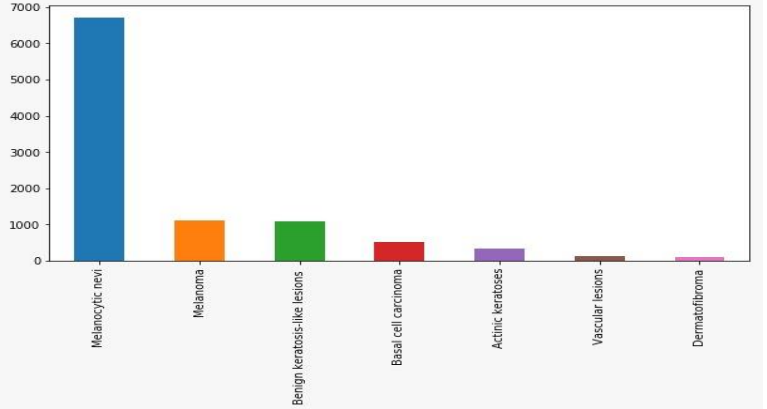 7000
6000
5000
4000
3000
2000
1000
0
Melanocytic nevi
Melanoma
Benign keratosis-like lesions
Basal cell carcinoma
Actinic keratoses
Vascular lesions
Dermatofibroma